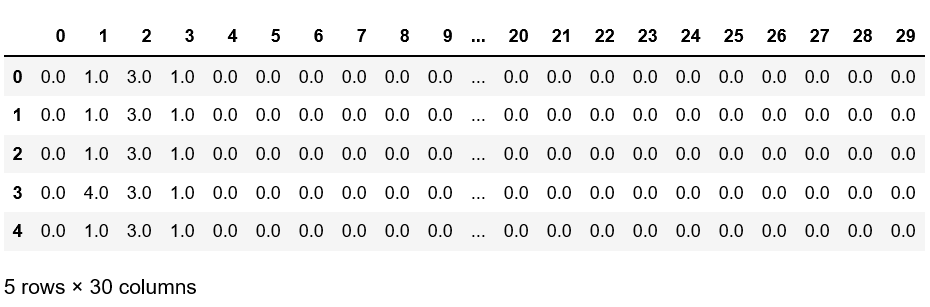 0 1 2 3 4 5 6 7 8 9 ... 20 21 22 23 24 25 26 27 28 29
0 0.0 1.0 3.0 1.0 0.0 0.0 0.0 0.0 0.0 0.0 ... 0.0 0.0 0.0 0.0 0.0 0.0 0.0 0.0 0.0 0.0
1 0.0 1.0 3.0 1.0 0.0 0.0 0.0 0.0 0.0 0.0 ... 0.0 0.0 0.0 0.0 0.0 0.0 0.0 0.0 0.0 0.0
2 0.0 1.0 3.0 1.0 0.0 0.0 0.0 0.0 0.0 0.0 ... 0.0 0.0 0.0 0.0 0.0 0.0 0.0 0.0 0.0 0.0
3 0.0 4.0 3.0 1.0 0.0 0.0 0.0 0.0 0.0 0.0 ... 0.0 0.0 0.0 0.0 0.0 0.0 0.0 0.0 0.0 0.0
4 0.0 1.0 3.0 1.0 0.0 0.0 0.0 0.0 0.0 0.0 ... 0.0 0.0 0.0 0.0 0.0 0.0 0.0 0.0 0.0 0.0
5 rows × 30 columns